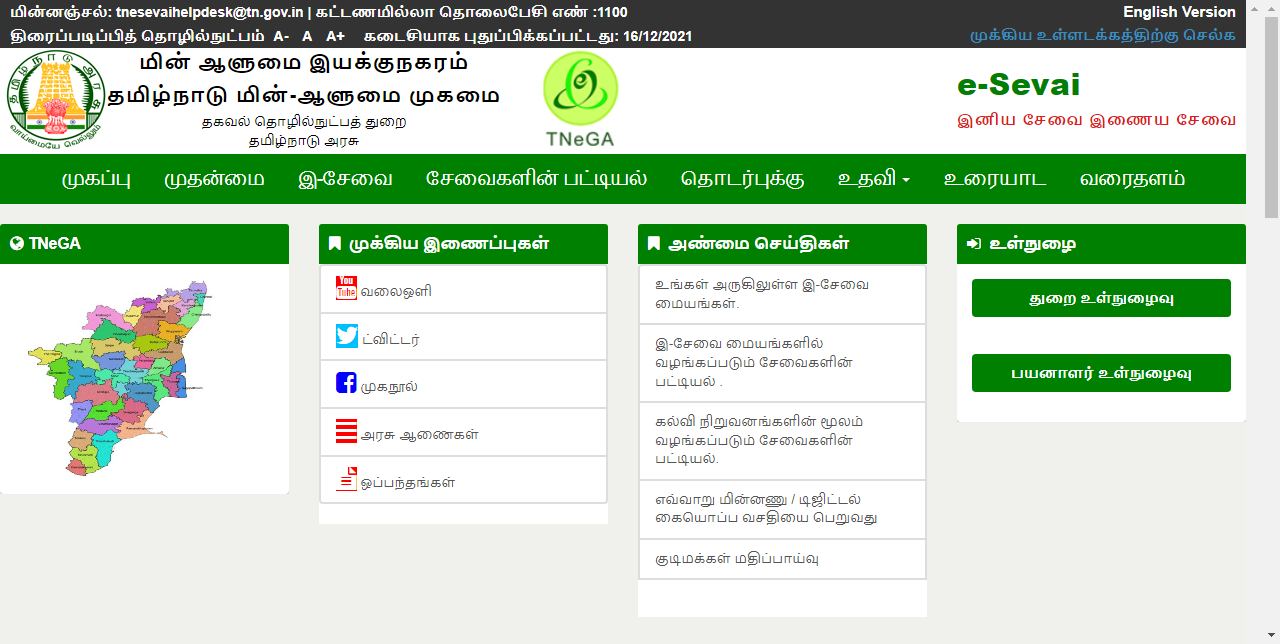 மின்னஞ்சல்: tnesevaihelpdesk@tn.gov.in | கட்டணமில்லா தொலைபேசி எண் :1100
English Version
திரைப்படிப்பித் தொழில்நுட்பம் A- A A+ கடைசியாக புதுப்பிக்கப்பட்டது: 16/12/2021
முக்கிய உள்ளடக்கத்திற்கு செல்க
தமிழ்நாடு அரசு
வாய்மையே வெல்லும்
மின் ஆளுமை இயக்குநகரம்
தமிழ்நாடு மின்-ஆளுமை முகமை
தகவல் தொழில்நுட்பத் துறை
தமிழ்நாடு அரசு
TNeGA
e-Sevai
இனிய சேவை இணைய சேவை
முகப்பு முதன்மை இ-சேவை சேவைகளின் பட்டியல் தொடர்புக்கு உதவி உரையாட வரைதளம்
TNeGA
முக்கிய இணைப்புகள்
You
Tube வலைஒளி
ட்விட்டர்
முகநூல்
அரசு ஆணைகள்
ஒப்பந்தங்கள்
அண்மை செய்திகள்
உங்கள் அருகிலுள்ள இ-சேவை
மையங்கள்.
இ-சேவை மையங்களில்
வழங்கப்படும் சேவைகளின்
பட்டியல் .
கல்வி நிறுவனங்களின் மூலம்
வழங்கப்படும் சேவைகளின்
பட்டியல்.
எவ்வாறு மின்னணு / டிஜிட்டல்
கையொப்ப வசதியை பெறுவது
குடிமக்கள் மதிப்பாய்வு
உள்நுழை
துறை உள்நுழைவு
பயனாளர் உள்நுழைவு